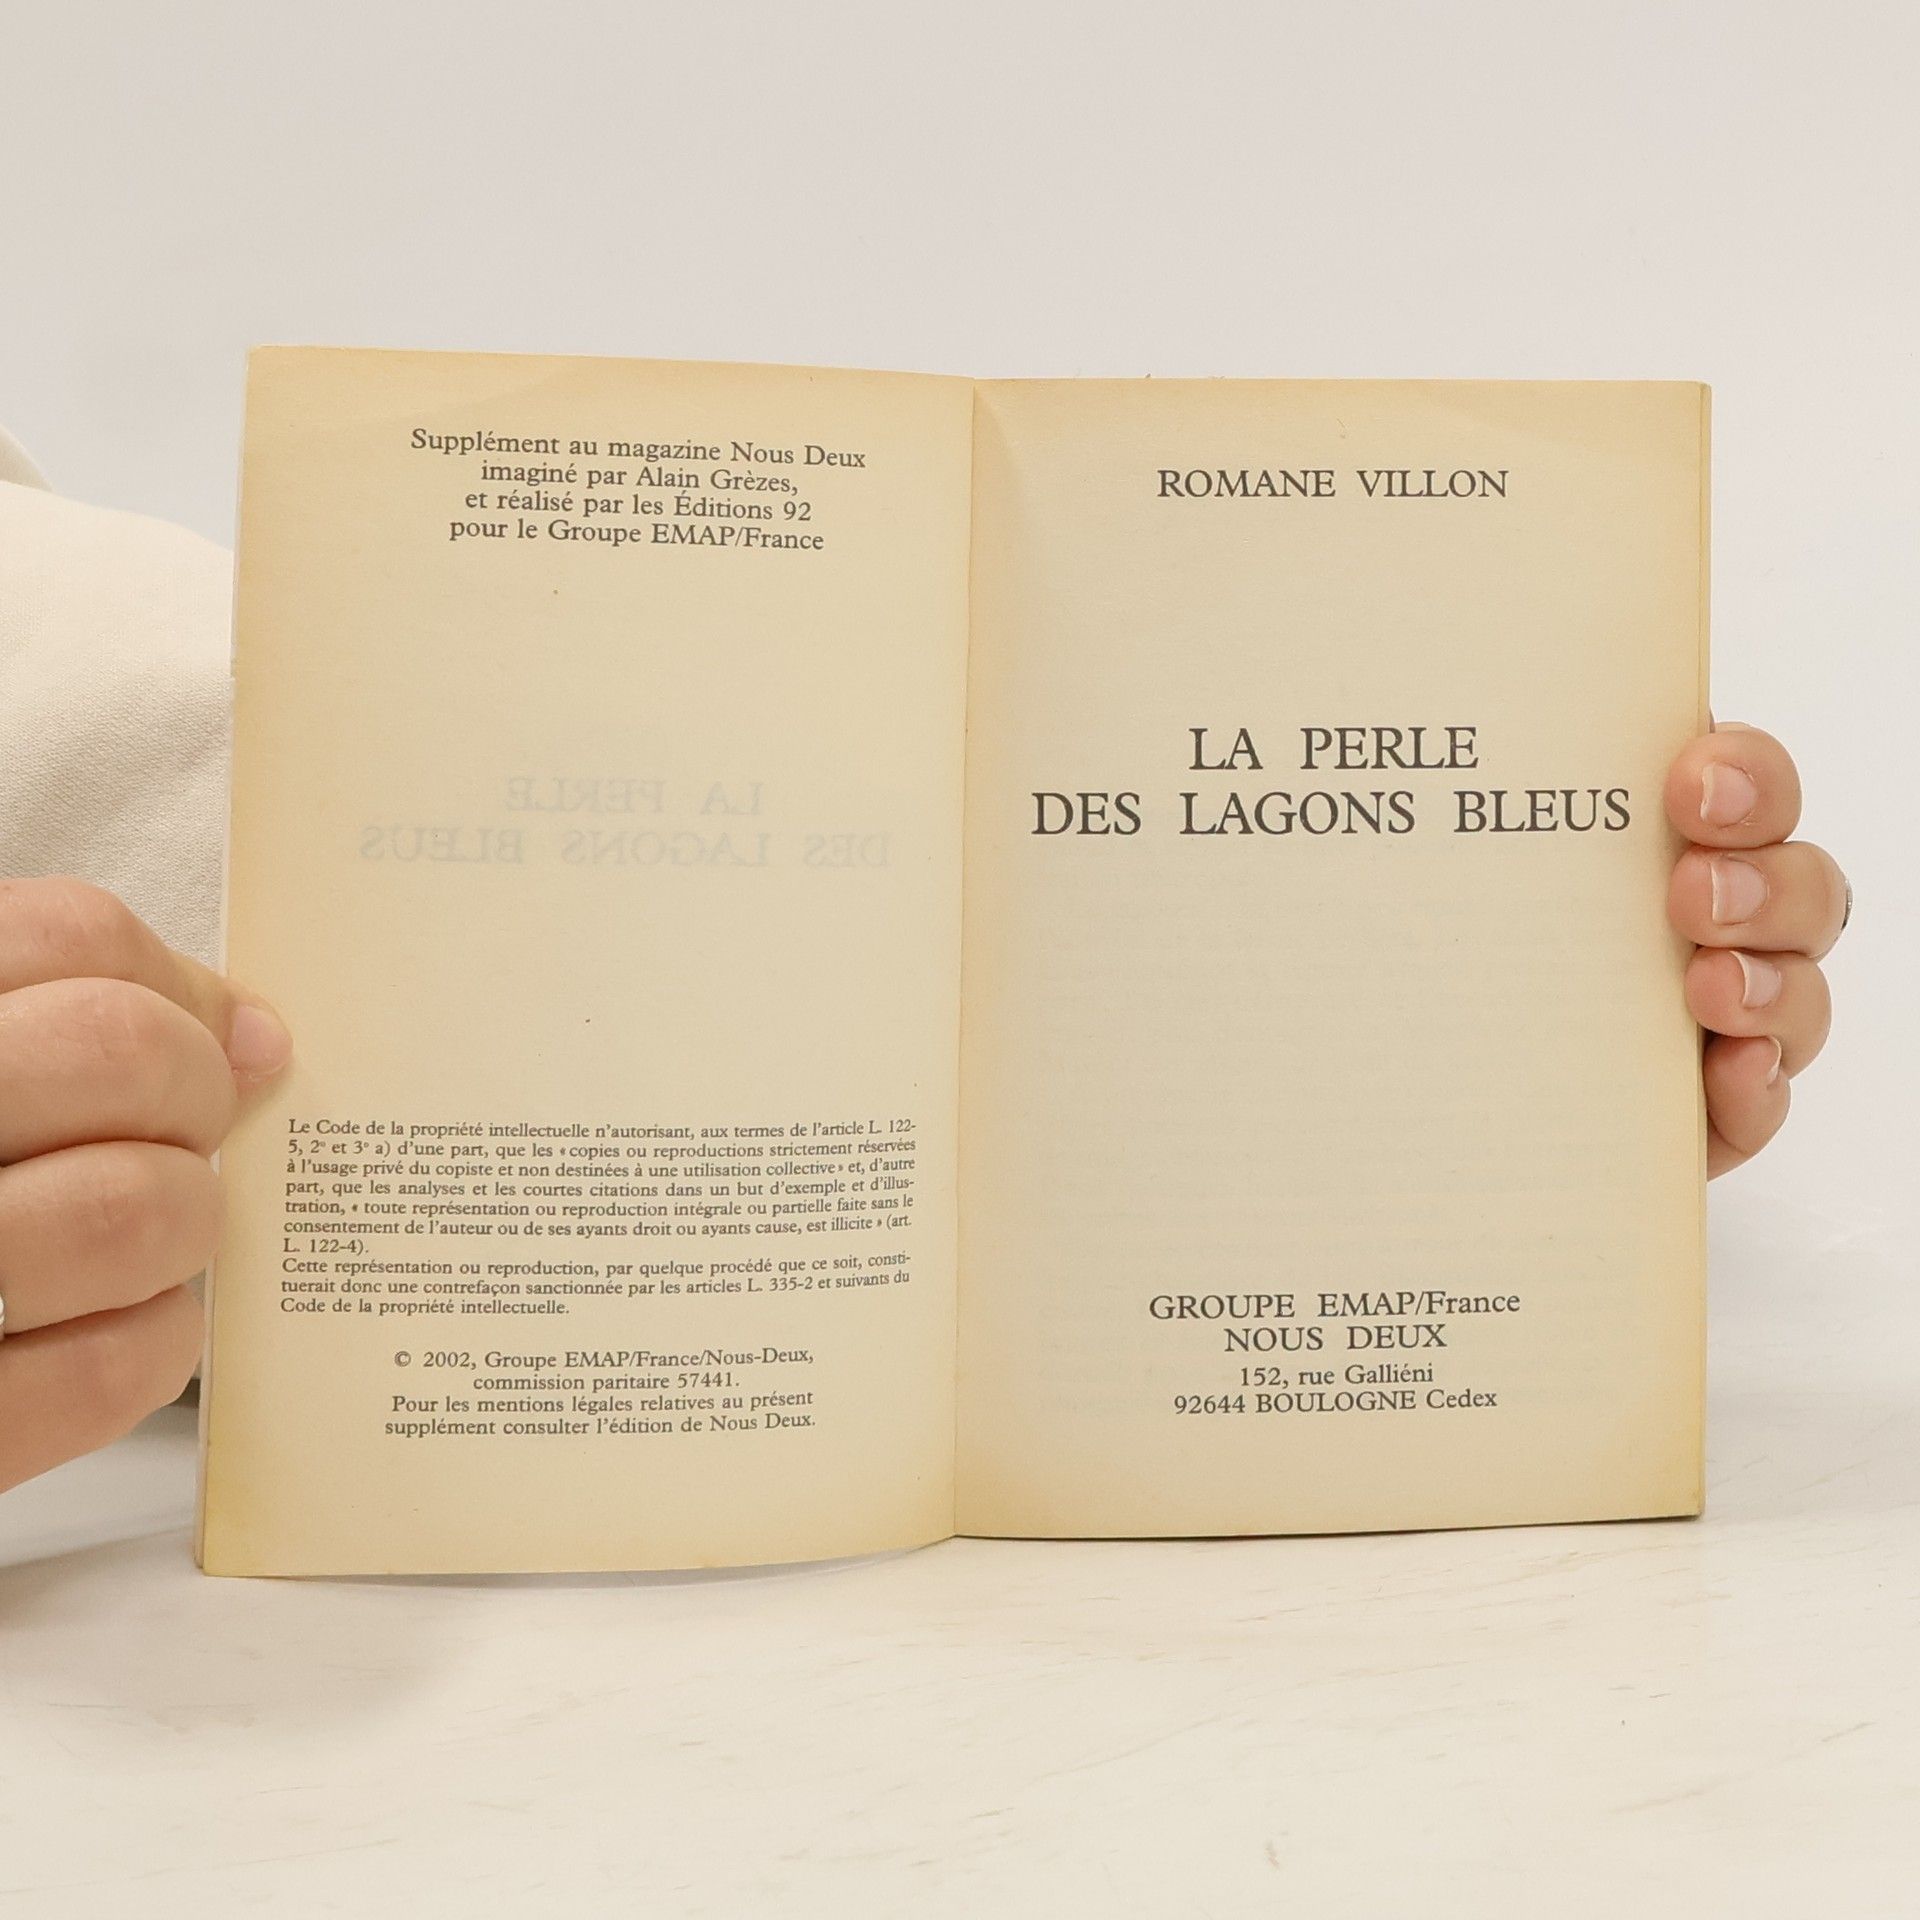 Supplément au magazine Nous Deux
imaginé par Alain Grèzes,
et réalisé par les Éditions 92
pour le Groupe EMAP/France
Le Code de la propriété intellectuelle n'autorisant, aux termes de l'article L. 122-
5, 2° et 3° a) d'une part, que les « copies ou reproductions strictement réservées
à l'usage privé du copiste et non destinées à une utilisation collective » et, d'autre
part, que les analyses et les courtes citations dans un but d'exemple et d'illus-
tration, « toute représentation ou reproduction intégrale ou partielle faite sans le
consentement de l'auteur ou de ses ayants droit ou ayants cause, est illicite » (art.
L. 122-4).
Cette représentation ou reproduction, par quelque procédé que ce soit, consti-
tuerait donc une contrefaçon sanctionnée par les articles L. 335-2 et suivants du
Code de la propriété intellectuelle.
© 2002, Groupe EMAP/France/Nous-Deux,
commission paritaire 57441.
Pour les mentions légales relatives au présent
supplément consulter l'édition de Nous Deux.
ROMANE VILLON
LA PERLE
DES LAGONS BLEUS
GROUPE EMAP/France
NOUS DEUX
152, rue Galliéni
92644 BOULOGNE Cedex